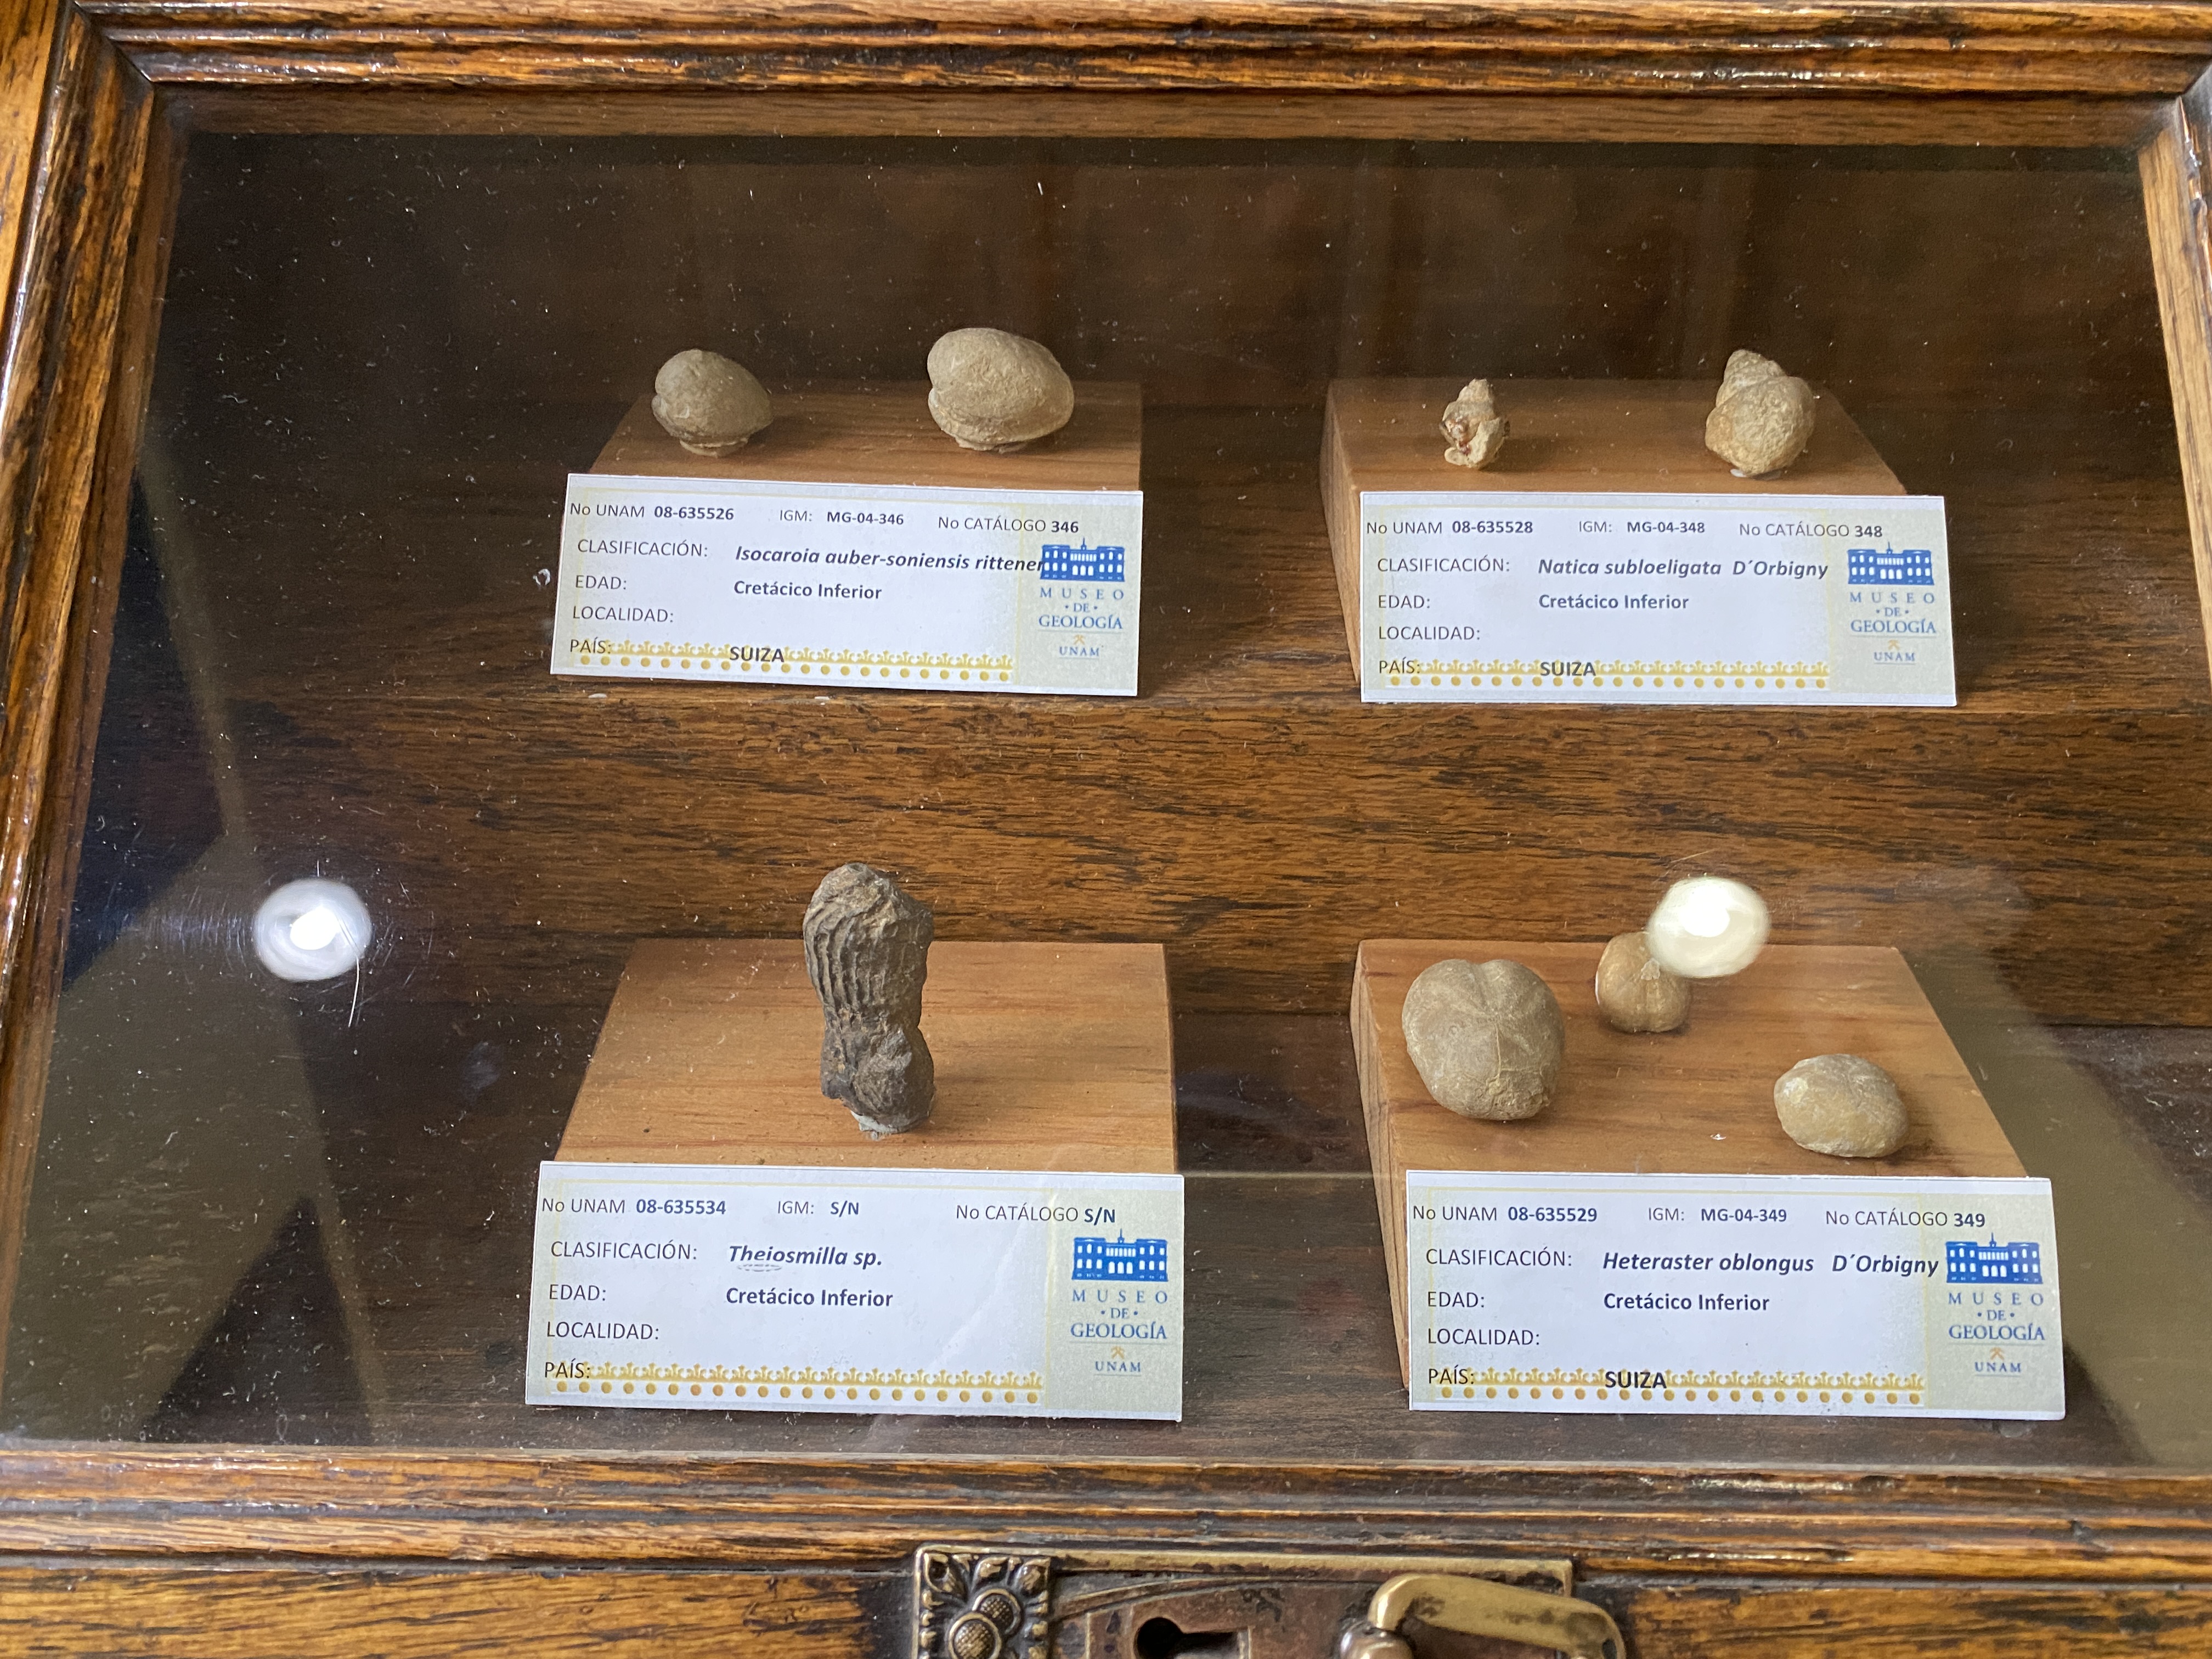 No UNAM 08-635526 IGM: MG-04-346 No CATÁLOGO 346
CLASIFICACIÓN: Isocaroia auber-soniensis rittener
EDAD: Cretácico Inferior
LOCALIDAD:
PAÍS: SUIZA
MUSEO
• DE •
GEOLOGÍA
UNAM
No UNAM 08-635528 IGM: MG-04-348 No CATÁLOGO 348
CLASIFICACIÓN: Natica subloeligata D´Orbigny
EDAD: Cretácico Inferior
LOCALIDAD:
PAÍS: SUIZA
MUSEO
• DE •
GEOLOGÍA
UNAM
No UNAM 08-635534 IGM: S/N No CATÁLOGO S/N
CLASIFICACIÓN: Theiosmilla sp.
EDAD: Cretácico Inferior
LOCALIDAD:
PAÍS:
MUSEO
• DE •
GEOLOGÍA
UNAM
No UNAM 08-635529 IGM: MG-04-349 No CATÁLOGO 349
CLASIFICACIÓN: Heteraster oblongus D´Orbigny
EDAD: Cretácico Inferior
LOCALIDAD:
PAÍS: SUIZA
MUSEO
• DE •
GEOLOGÍA
UNAM